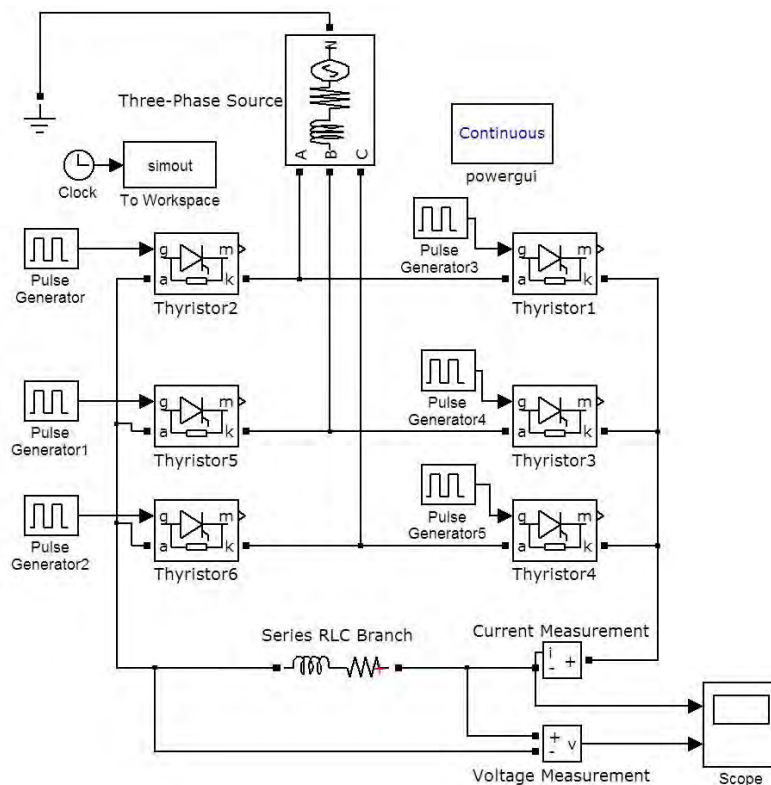 N
Three-Phase Source
A B C
Continuous
powergui
Clock
simout
To Workspace
Pulse
Generator
g m
a k
Thyristor2
Pulse
Generator3
g m
a k
Thyristor1
Pulse
Generator1
g m
a k
Thyristor5
Pulse
Generator4
g m
a k
Thyristor3
Pulse
Generator2
g m
a k
Thyristor6
Pulse
Generator5
g m
a k
Thyristor4
Series RLC Branch
Current Measurement
i
- +
+
- v
Voltage Measurement
Scope